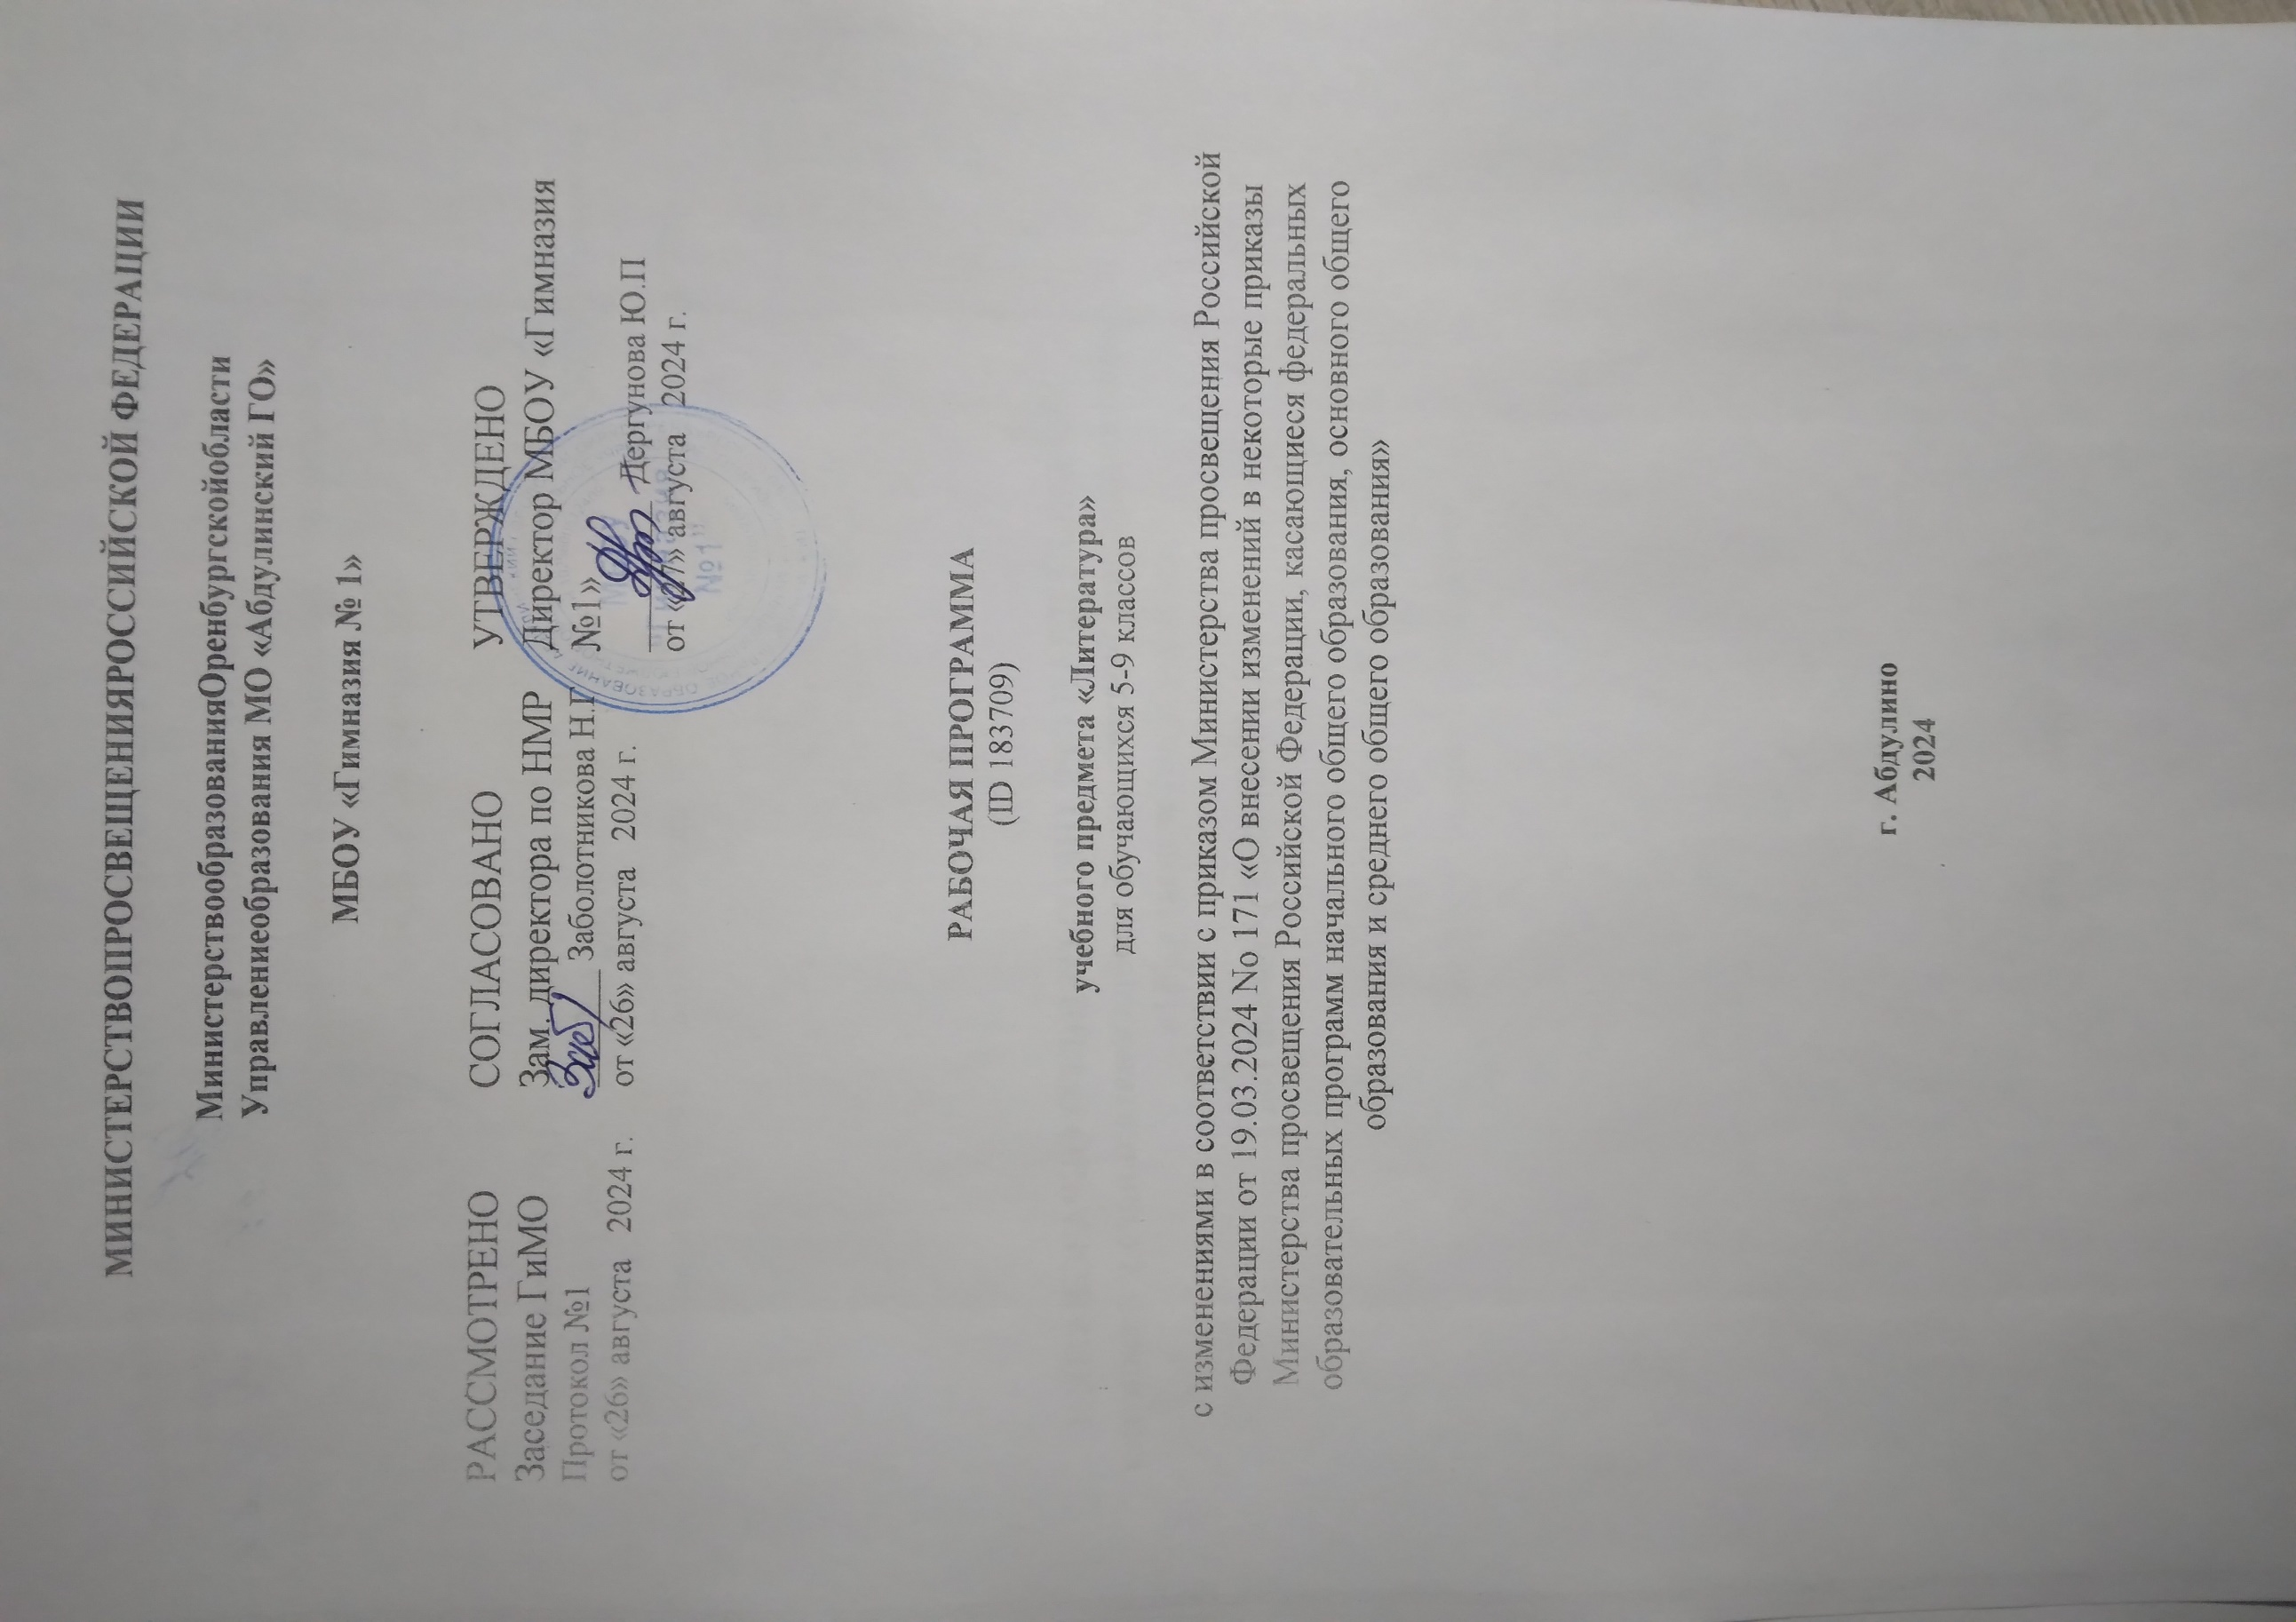 МИНИСТЕРСТВОПРОСВЕЩЕНИЯРОССИЙСКОЙ ФЕДЕРАЦИИ
МинистерствообразованияОренбургскойобласти
Управлениеобразования МО «Абдулинский ГО»
МБОУ «Гимназия № 1»
РАССМОТРЕНО
Заседание ГиМО
Протокол №1
от «26» августа 2024 г.
СОГЛАСОВАНО
Зам. директора по НМР
Заболотникова Н.Г
от «26» августа 2024 г.
УТВЕРЖДЕНО
Директор МБОУ «Гимназия
№1»
Дергунова Ю.П
от «27» августа 2024 г.
№1"
РАБОЧАЯ ПРОГРАММА
(ID 183709)
учебного предмета «Литература»
для обучающихся 5-9 классов
с изменениями в соответствии с приказом Министерства просвещения Российской
Федерации от 19.03.2024 No 171 «О внесении изменений в некоторые приказы
Министерства просвещения Российской Федерации, касающиеся федеральных
образовательных программ начального общего образования, основного общего
образования и среднего общего образования»
г. Абдулино
2024